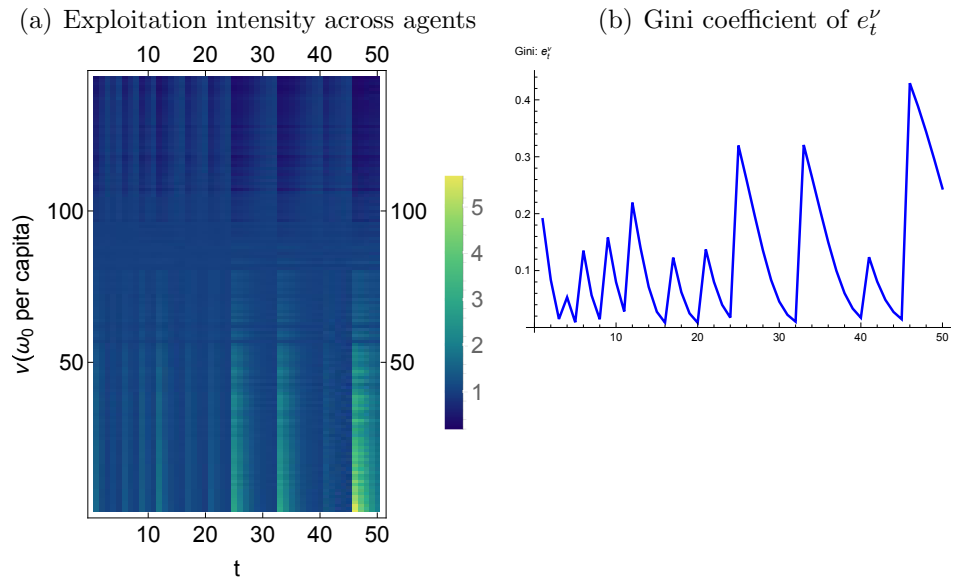 (a) Exploitation intensity across agents
(b) Gini coefficient of e_t^ν
10 20 30 40 50
100
50
ν(ω₀ per capita)
100
50
10 20 30 40 50
t
5
4
3
2
1
Gini: e_t^ν
0.4
0.3
0.2
0.1
10 20 30 40 50